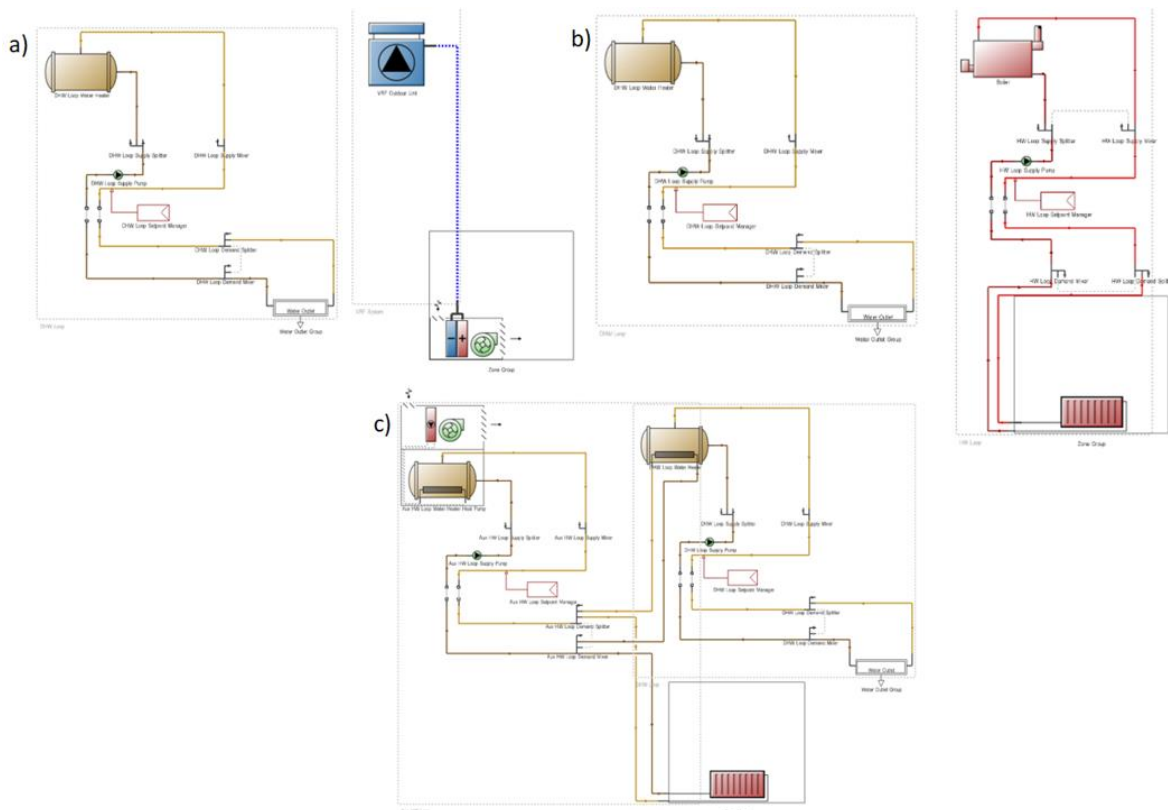 a)
DHW Loop Water Heater
DHW Loop Supply Splitter
DHW Loop Supply Mixer
DHW Loop Supply Pump
DHW Loop Setpoint Manager
DHW Loop Demand Splitter
DHW Loop Demand Mixer
Water Outlet
Water Outlet Group
DHW Loop
VRF Outdoor Unit
VRF System
Zone Group
b)
DHW Loop Water Heater
DHW Loop Supply Splitter
DHW Loop Supply Mixer
DHW Loop Supply Pump
DHW Loop Setpoint Manager
DHW Loop Demand Splitter
DHW Loop Demand Mixer
Water Outlet
Water Outlet Group
DHW Loop
Boiler
HW Loop Supply Splitter
HW Loop Supply Mixer
HW Loop Supply Pump
HW Loop Setpoint Manager
HW Loop Demand Mixer
HW Loop Demand Split
Zone Group
HW Loop
c)
Aux HW Loop Water Heater Heat Pump
Aux HW Loop Supply Splitter
Aux HW Loop Supply Mixer
Aux HW Loop Supply Pump
Aux HW Loop Setpoint Manager
Aux HW Loop Demand Splitter
Aux HW Loop Demand Mixer
DHW Loop Water Heater
DHW Loop Supply Splitter
DHW Loop Supply Mixer
DHW Loop Supply Pump
DHW Loop Setpoint Manager
DHW Loop Demand Splitter
DHW Loop Demand Mixer
Water Outlet
Water Outlet Group
DHW Loop